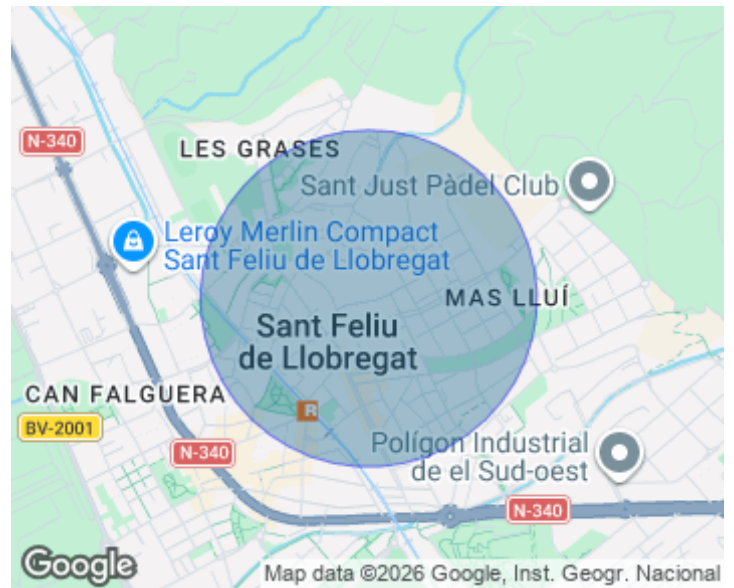 N-340
LES GRASES
Sant Just Pàdel Club
Leroy Merlin Compact
Sant Feliu de Llobregat
MAS LLUÍ
Sant Feliu
de Llobregat
CAN FALGUERA
R
BV-2001
N-340
Polígon Industrial
de el Sud-oest
N-340
Google
Map data ©2026 Google, Inst. Geogr. Nacional